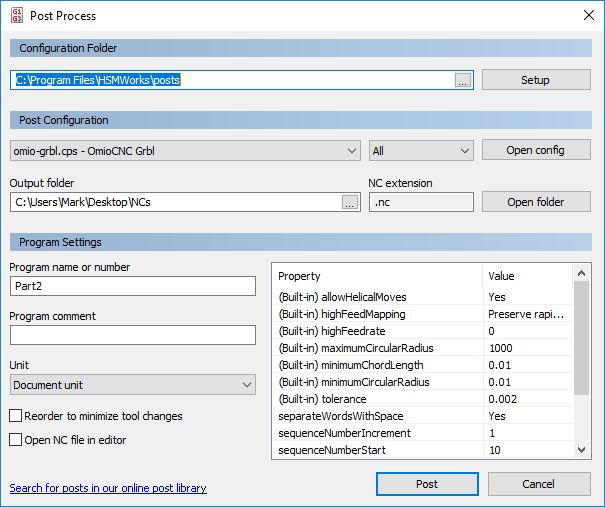 G1
G3
Post Process
Configuration Folder
C:\Program Files\HSMWorks\posts
...
Setup
Post Configuration
omio-grbl.cps - OmioCNC Grbl
All
Open config
Output folder
NC extension
C:\Users\Mark\Desktop\NCs
...
.nc
Open folder
Program Settings
Program name or number
Part2
Program comment
Unit
Document unit
Reorder to minimize tool changes
Open NC file in editor
Property Value
(Built-in) allowHelicalMoves Yes
(Built-in) highFeedMapping Preserve rapi...
(Built-in) highFeedrate 0
(Built-in) maximumCircularRadius 1000
(Built-in) minimumChordLength 0.01
(Built-in) minimumCircularRadius 0.01
(Built-in) tolerance 0.002
separateWordsWithSpace Yes
sequenceNumberIncrement 1
sequenceNumberStart 10
Search for posts in our online post library
Post
Cancel